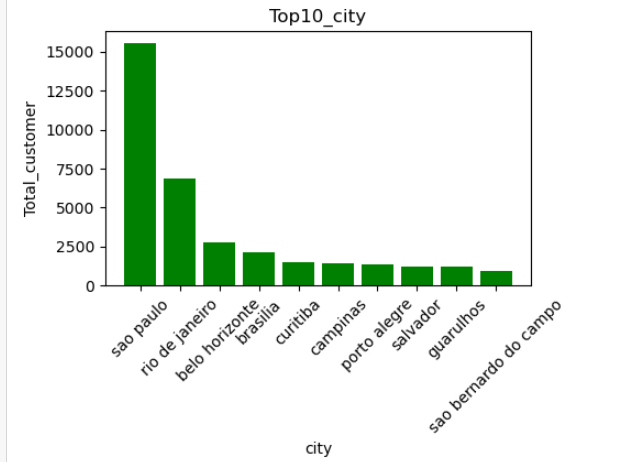 Top10_city
Total_customer
15000
12500
10000
7500
5000
2500
0
sao paulo
rio de janeiro
belo horizonte
brasilia
curitiba
campinas
porto alegre
salvador
guarulhos
sao bernardo do campo
city